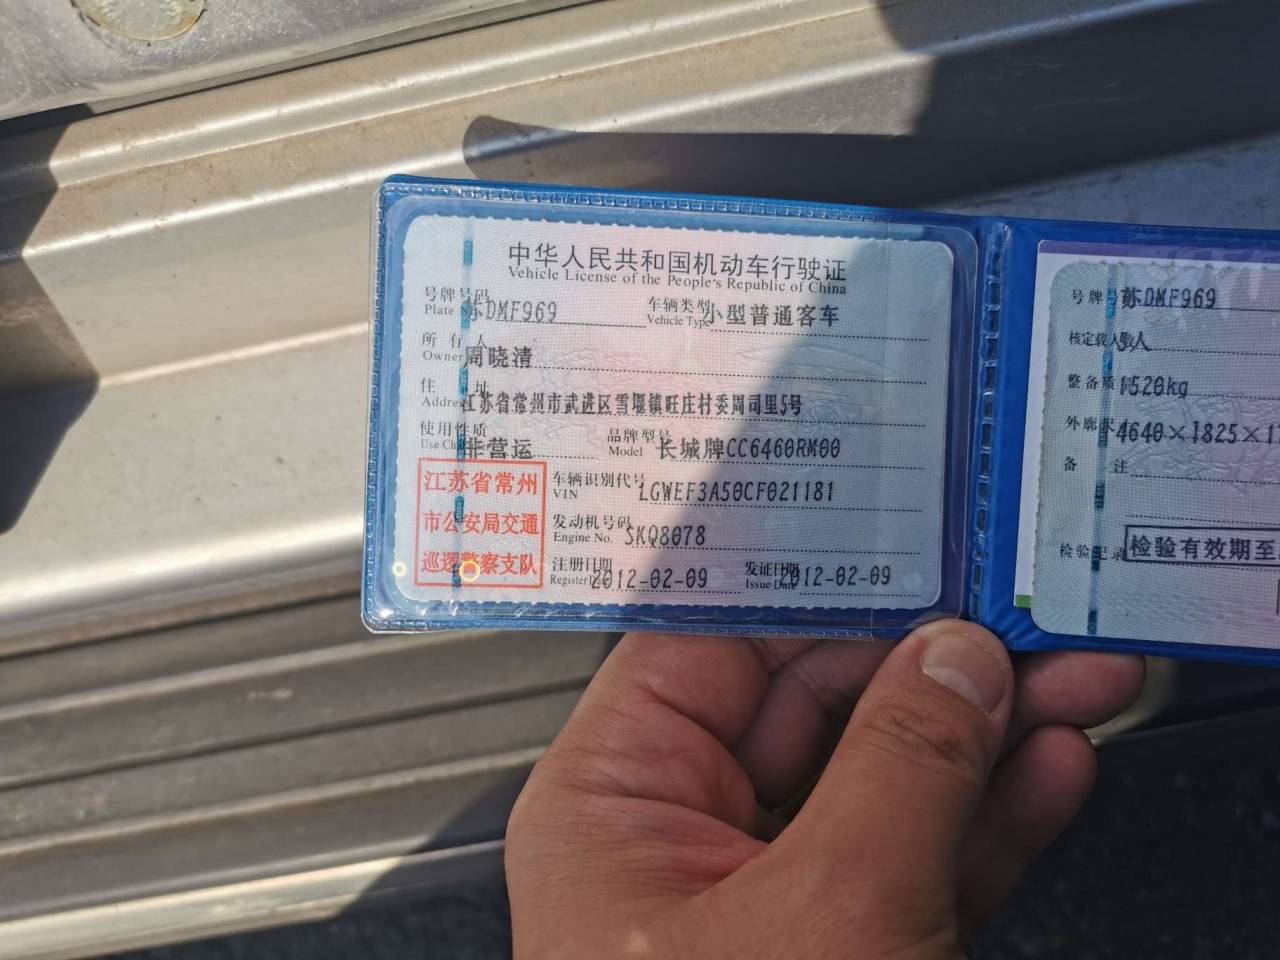 中华人民共和国机动车行驶证
Vehicle License of the People's Republic of China
号牌号码 苏DMF969 车辆类型 小型普通客车
Plate No. Vehicle Type
所有人 周晓清
Owner
住址 江苏省常州市武进区雪堰镇旺庄村委周司里5号
Address
使用性质 非营运 品牌型号 长城牌CC6460RM00
Use Cha Model
江苏省常州
市公安局交通
巡逻警察支队
车辆识别代号 LGWEF3A50CF021181
VIN
发动机号码 SKQ8078
Engine No.
注册日期 2012-02-09 发证日期 2012-02-09
Register Date Issue Date
号牌号 苏DMF969
核定载人数 人
整备质 1520kg
外廓尺 4640×1825×17
备注
检验记录 检验有效期至